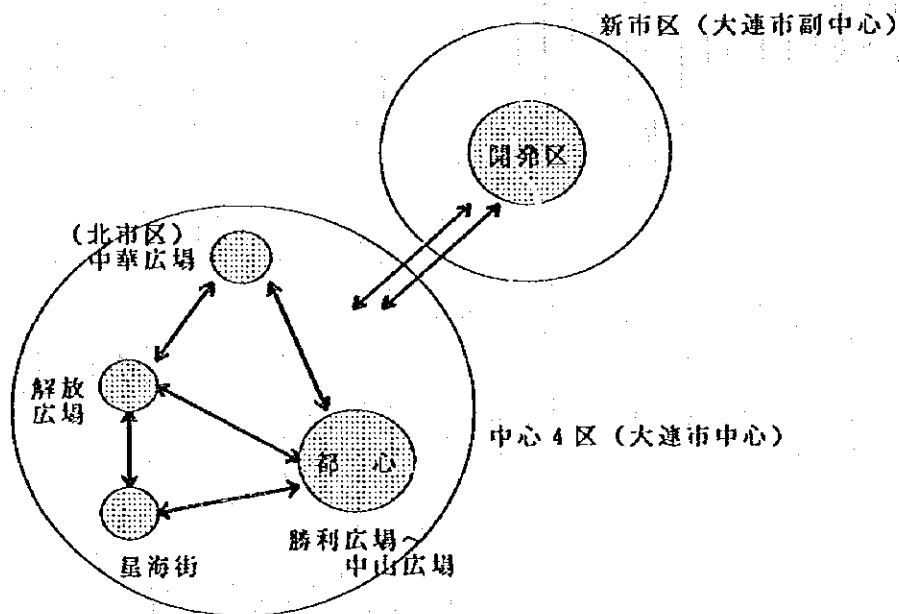 新市区（大連市副中心）
開発区
（北市区）
中華広場
解放
広場
中心４区（大連市中心）
都　心
勝利広場～
中山広場
星海街